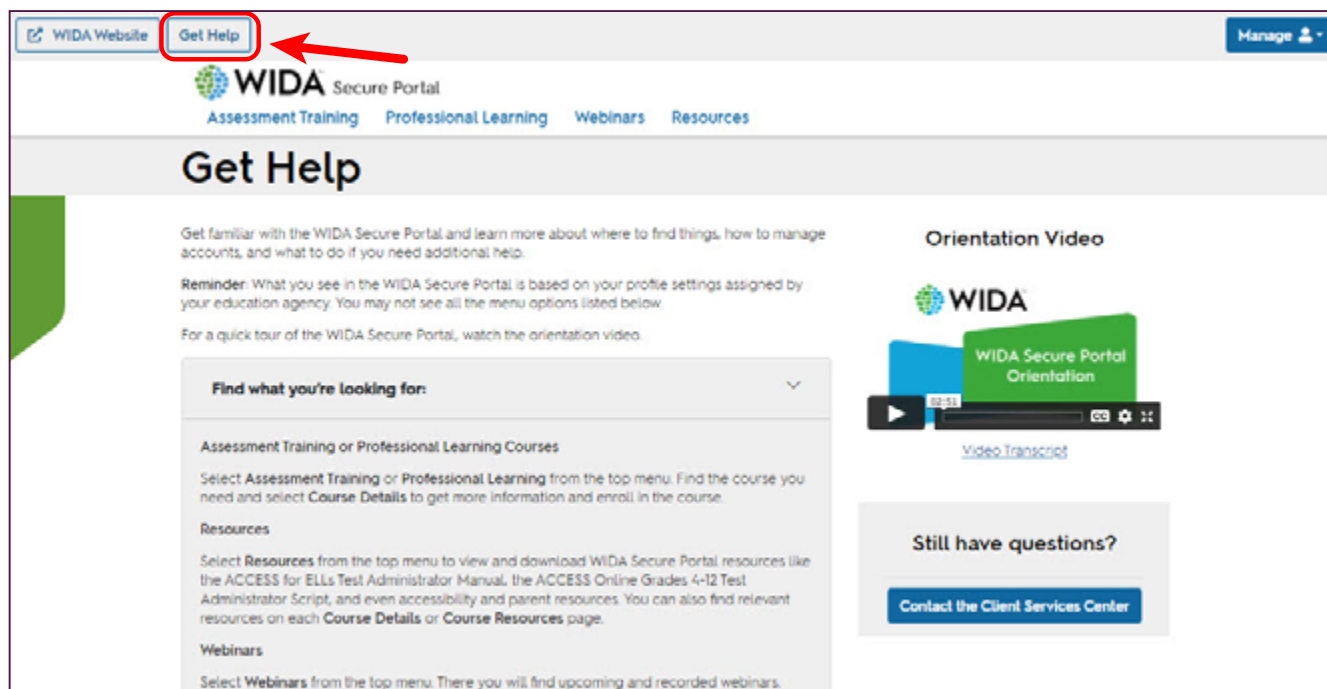 WIDA Website Get Help Manage
WIDA Secure Portal
Assessment Training Professional Learning Webinars Resources
Get Help
Get familiar with the WIDA Secure Portal and learn more about where to find things, how to manage
accounts, and what to do if you need additional help.
Reminder: What you see in the WIDA Secure Portal is based on your profile settings assigned by
your education agency. You may not see all the menu options listed below.
For a quick tour of the WIDA Secure Portal, watch the orientation video.
Find what you're looking for:
Assessment Training or Professional Learning Courses
Select Assessment Training or Professional Learning from the top menu. Find the course you
need and select Course Details to get more information and enroll in the course.
Resources
Select Resources from the top menu to view and download WIDA Secure Portal resources like
the ACCESS for ELLs Test Administrator Manual, the ACCESS Online Grades 4-12 Test
Administrator Script, and even accessibility and parent resources. You can also find relevant
resources on each Course Details or Course Resources page.
Webinars
Select Webinars from the top menu. There you will find upcoming and recorded webinars.
Orientation Video
WIDA
WIDA Secure Portal
Orientation
02:51
CC
Video Transcript
Still have questions?
Contact the Client Services Center